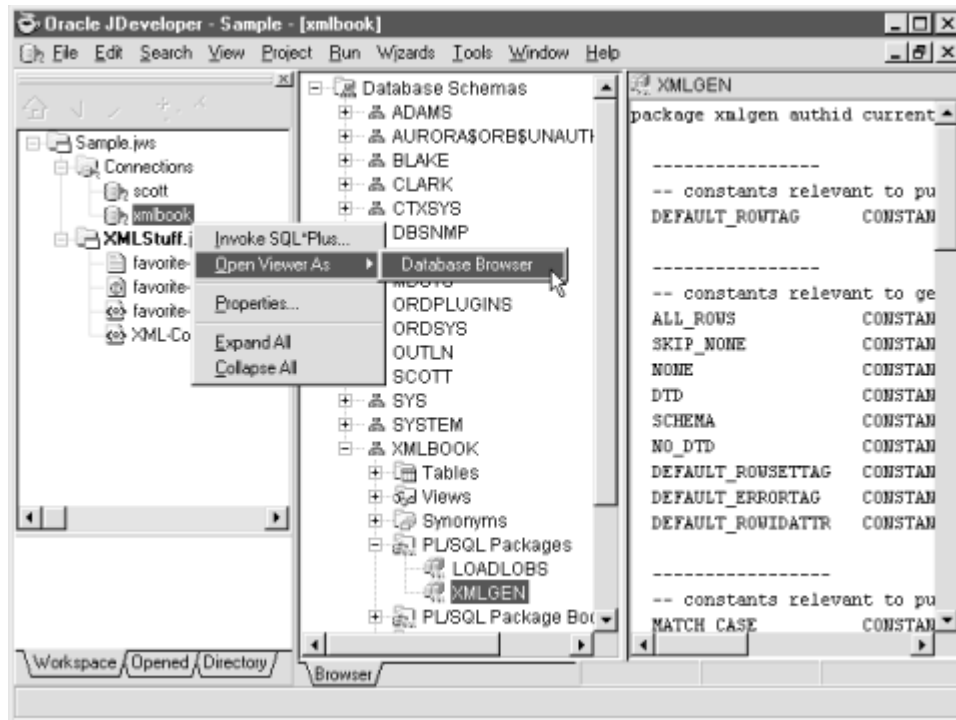 Oracle JDeveloper - Sample - [xmlbook]
File Edit Search View Project Run Wizards Tools Window Help
Sample.jws
Connections
scott
xmlbook
XMLStuff.j
favorite-
favorite-
favorite-
XML-Co
Invoke SQL*Plus...
Open Viewer As
Properties...
Expand All
Collapse All
Database Browser
Workspace Opened Directory
Database Schemas
ADAMS
AURORA$ORB$UNAUTH
BLAKE
CLARK
CTXSYS
DBSNMP
MDSYS
ORDPLUGINS
ORDSYS
OUTLN
SCOTT
SYS
SYSTEM
XMLBOOK
Tables
Views
Synonyms
PL/SQL Packages
LOADLOBS
XMLGEN
PL/SQL Package Bo
Browser
XMLGEN
package xmlgen authid current
----------------
-- constants relevant to pu
DEFAULT_ROWTAG CONSTAN
----------------
-- constants relevant to ge
ALL_ROWS CONSTAN
SKIP_NONE CONSTAN
NONE CONSTAN
DTD CONSTAN
SCHEMA CONSTAN
NO_DTD CONSTAN
DEFAULT_ROWSETTAG CONSTAN
DEFAULT_ERRORTAG CONSTAN
DEFAULT_ROWIDATTR CONSTAN
-----------------
-- constants relevant to pu
MATCH CASE CONSTAN